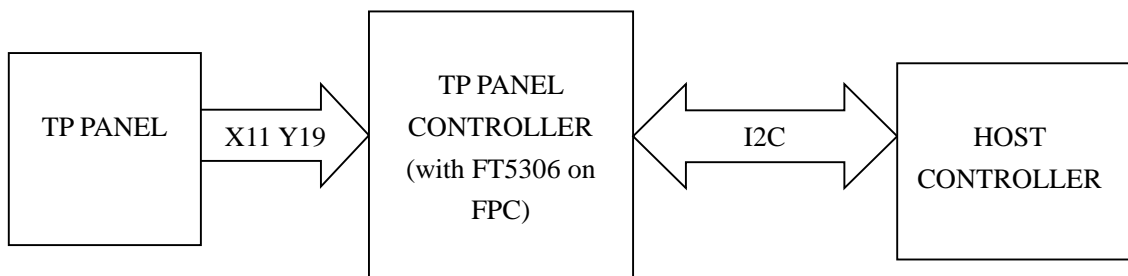 TP PANEL
X11 Y19
TP PANEL
CONTROLLER
(with FT5306 on
FPC)
I2C
HOST
CONTROLLER